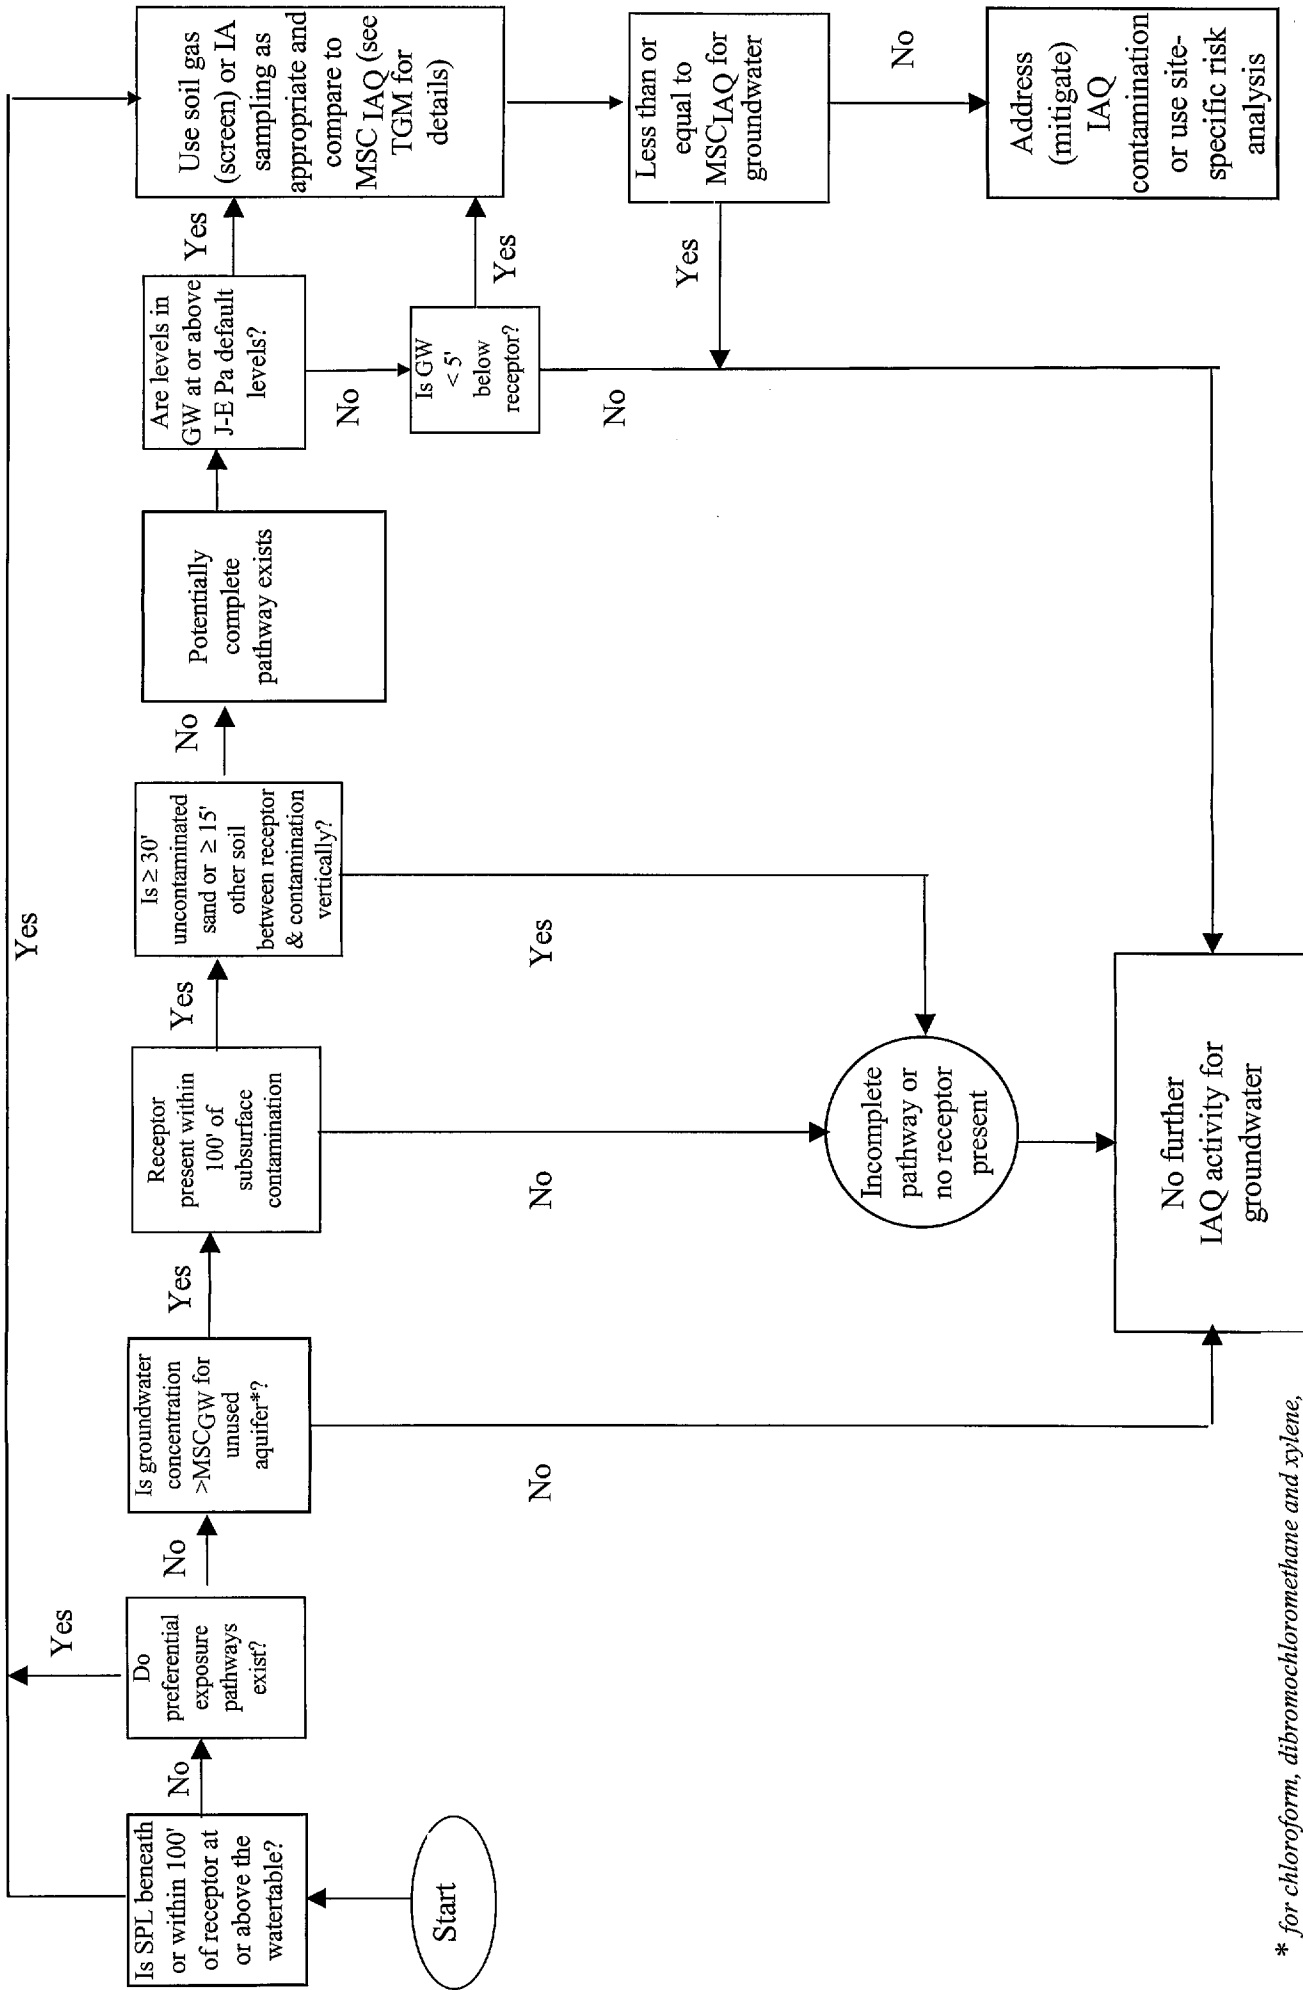 Yes
Is SPL beneath
or within 100'
of receptor at
or above the
watertable?
Start
No
Do
preferential
exposure
pathways
exist?
Yes
No
Is groundwater
concentration
>MSCGW for
unused
aquifer*?
Yes
No
Receptor
present within
100' of
subsurface
contamination
Yes
No
Is ≥ 30'
uncontaminated
sand or ≥ 15'
other soil
between receptor
& contamination
vertically?
No
Yes
Potentially
complete
pathway exists
Are levels in
GW at or above
J-E Pa default
levels?
Yes
No
Is GW
< 5'
below
receptor?
Yes
No
Use soil gas
(screen) or IA
sampling as
appropriate and
compare to
MSC IAQ (see
TGM for
details)
Less than or
equal to
MSCIAQ for
groundwater
Yes
No
Address
(mitigate)
IAQ
contamination
or use site-
specific risk
analysis
Incomplete
pathway or
no receptor
present
No further
IAQ activity for
groundwater
* for chloroform, dibromochloromethane and xylene,